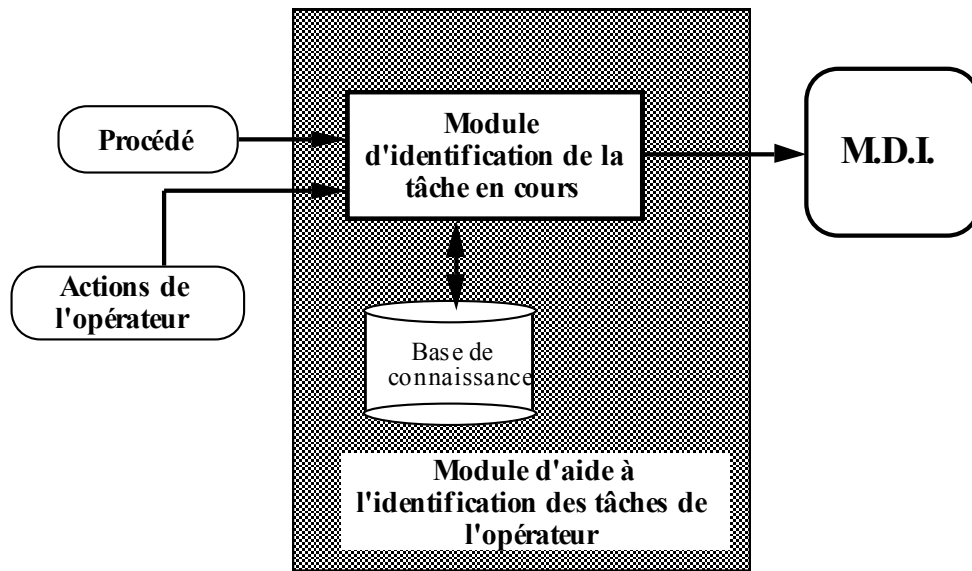 Procédé
Actions de
l'opérateur
Module
d'identification de la
tâche en cours
M.D.I.
Base de
connaissance
Module d'aide à
l'identification des tâches de
l'opérateur